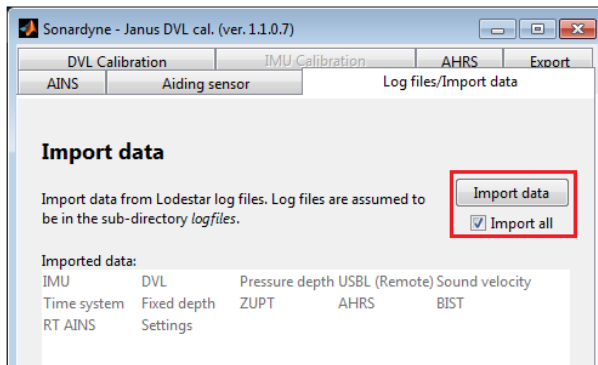 Sonardyne - Janus DVL cal. (ver. 1.1.0.7)
DVL Calibration IMU Calibration AHRS Export
AINS Aiding sensor Log files/Import data
Import data
Import data from Lodestar log files. Log files are assumed to
be in the sub-directory logfiles.
Import data
Import all
Imported data:
IMU DVL Pressure depth USBL (Remote) Sound velocity
Time system Fixed depth ZUPT AHRS BIST
RT AINS Settings